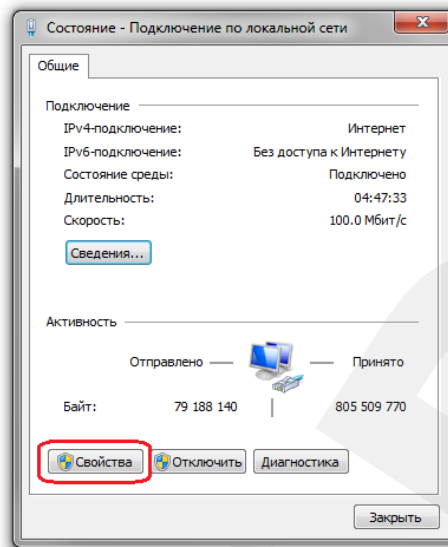 Состояние - Подключение по локальной сети
Общие
Подключение
IPv4-подключение: Интернет
IPv6-подключение: Без доступа к Интернету
Состояние среды: Подключено
Длительность: 04:47:33
Скорость: 100.0 Мбит/с
Сведения...
Активность
Отправлено Принято
Байт: 79 188 140 805 509 770
Свойства Отключить Диагностика
Закрыть